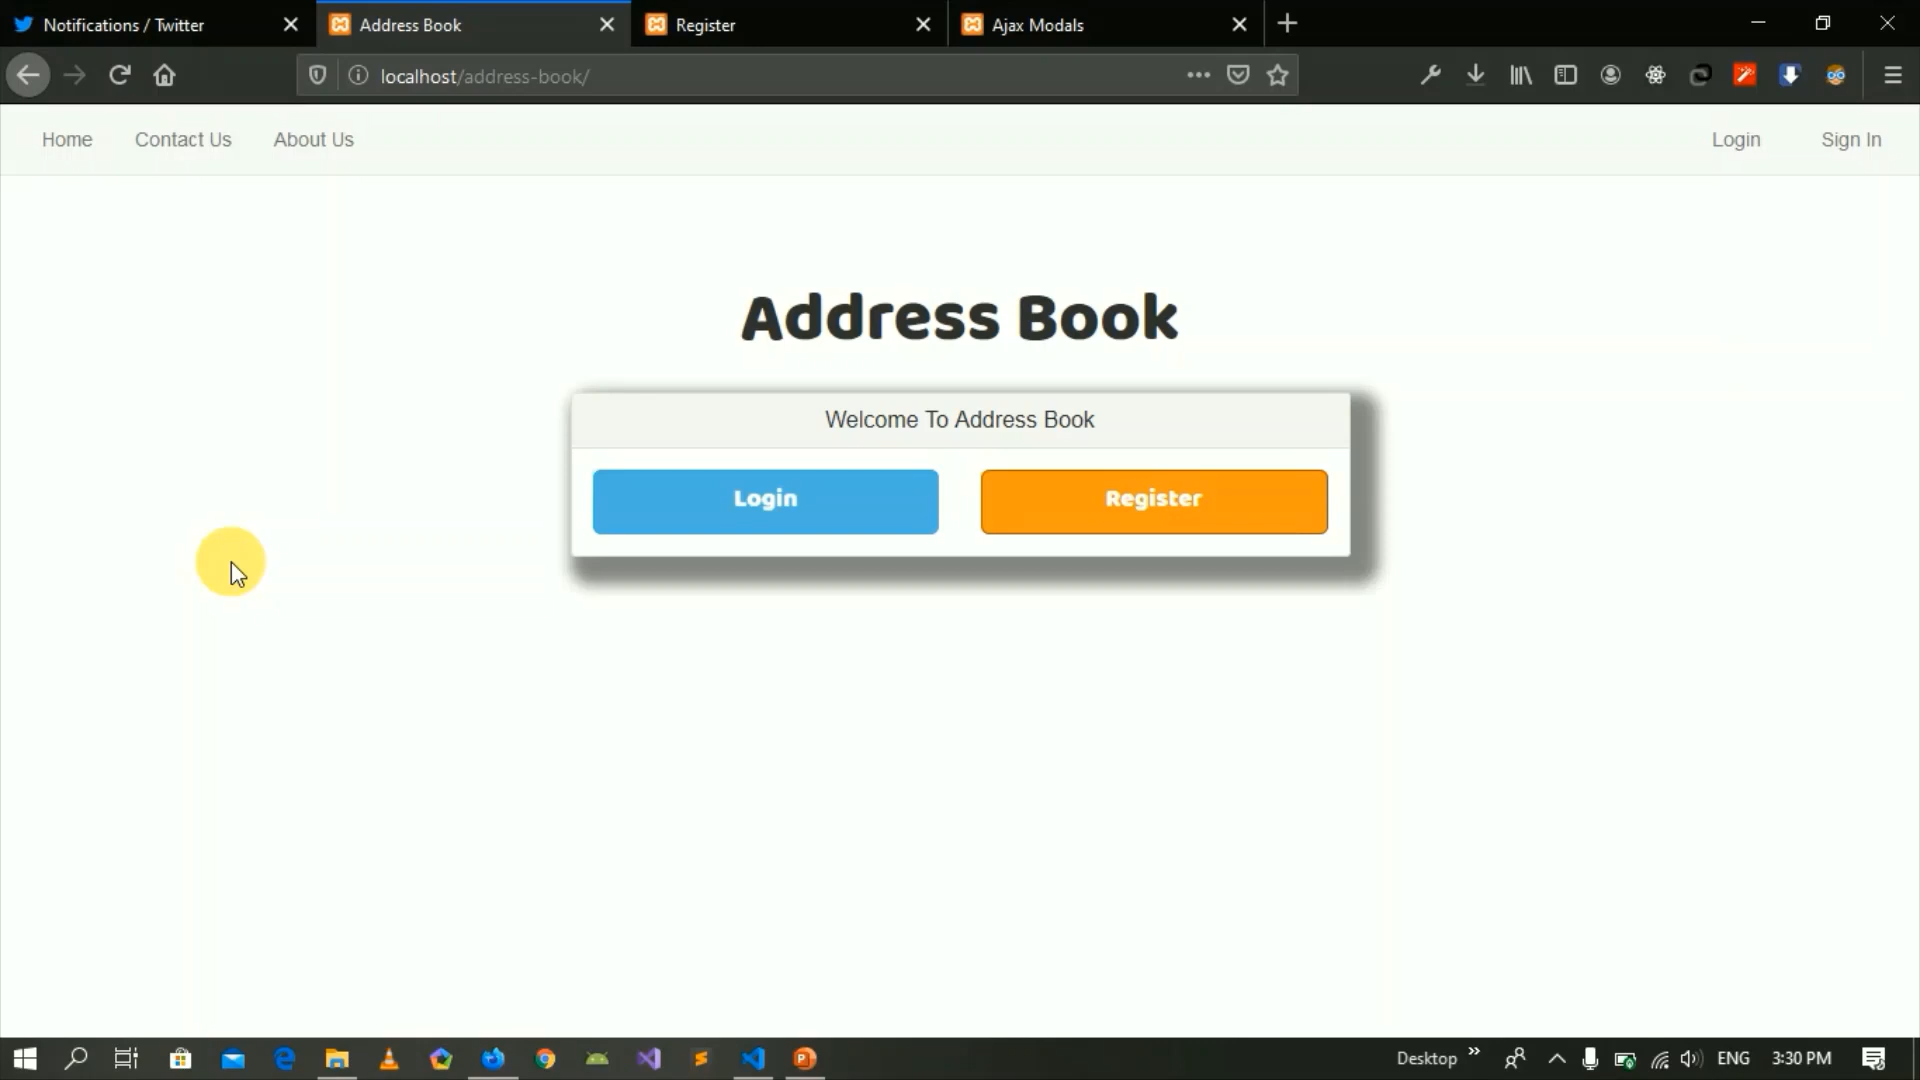 Notifications / Twitter
Address Book
Register
Ajax Modals
localhost/address-book/
Home Contact Us About Us Login Sign In
Address Book
Welcome To Address Book
Login Register
Desktop ENG 3:30 PM